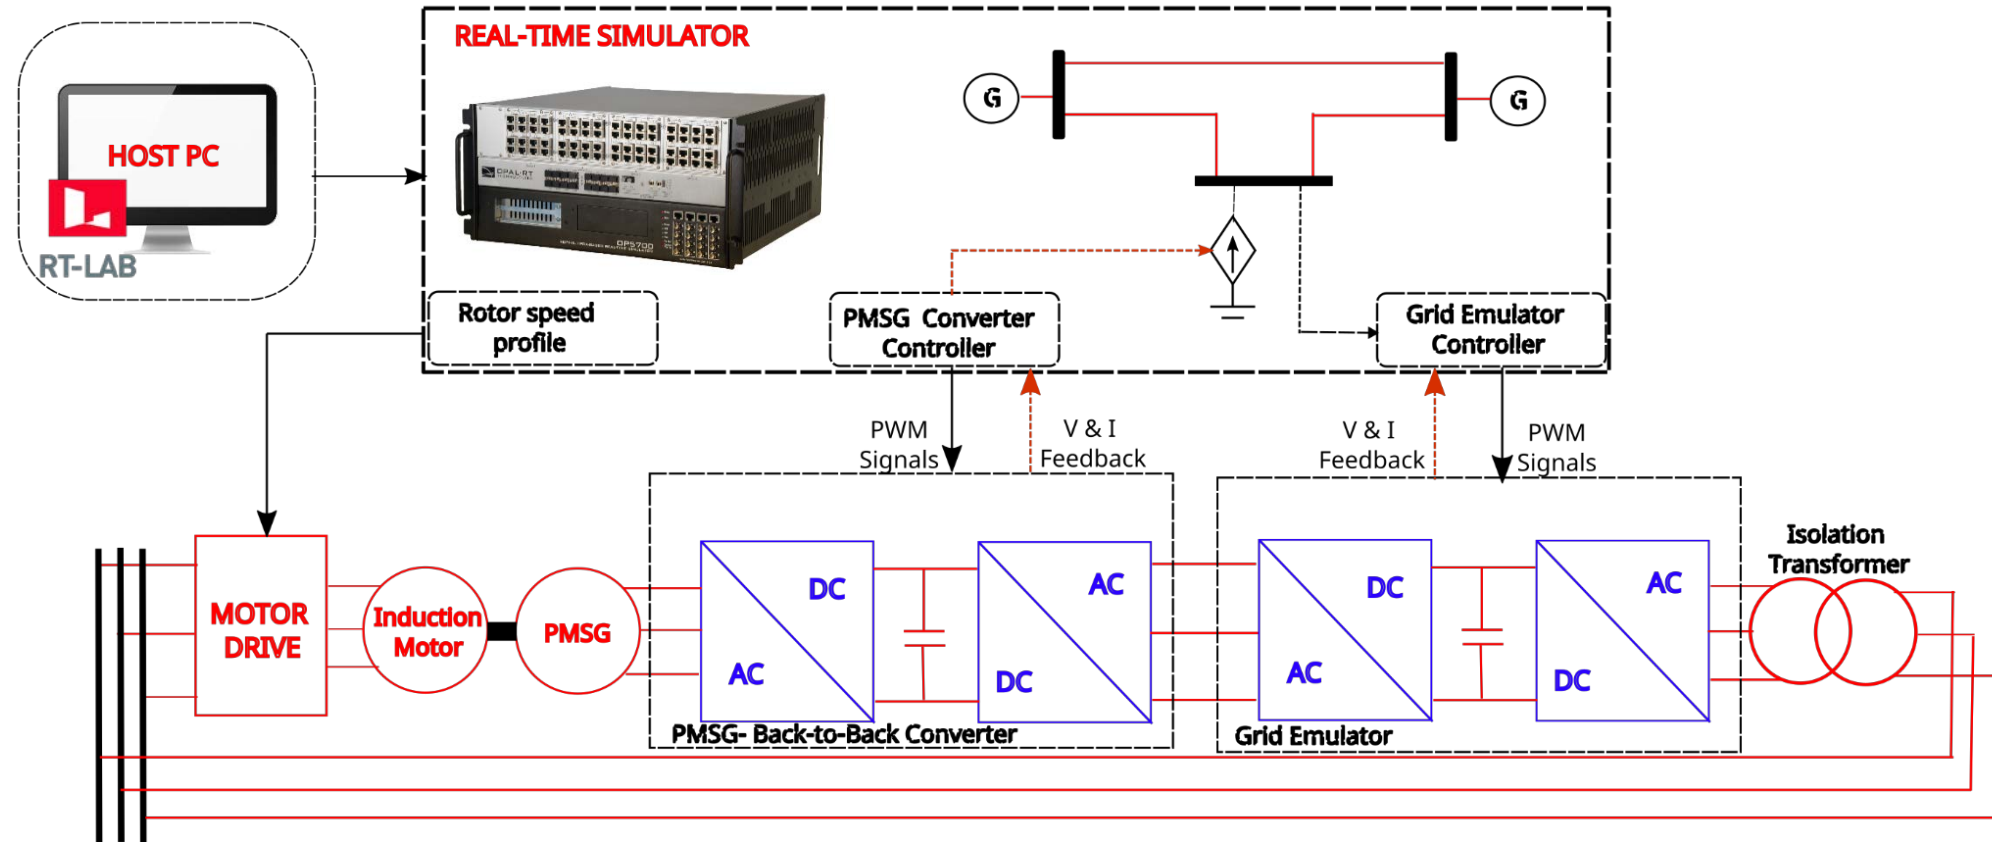 REAL-TIME SIMULATOR
HOST PC
RT-LAB
OPAL-RT
OP5700
G
G
Rotor speed
profile
PMSG Converter
Controller
Grid Emulator
Controller
PWM
Signals
V & I
Feedback
V & I
Feedback
PWM
Signals
MOTOR
DRIVE
Induction
Motor
PMSG
DC
AC
AC
DC
PMSG- Back-to-Back Converter
DC
AC
AC
DC
Grid Emulator
Isolation
Transformer